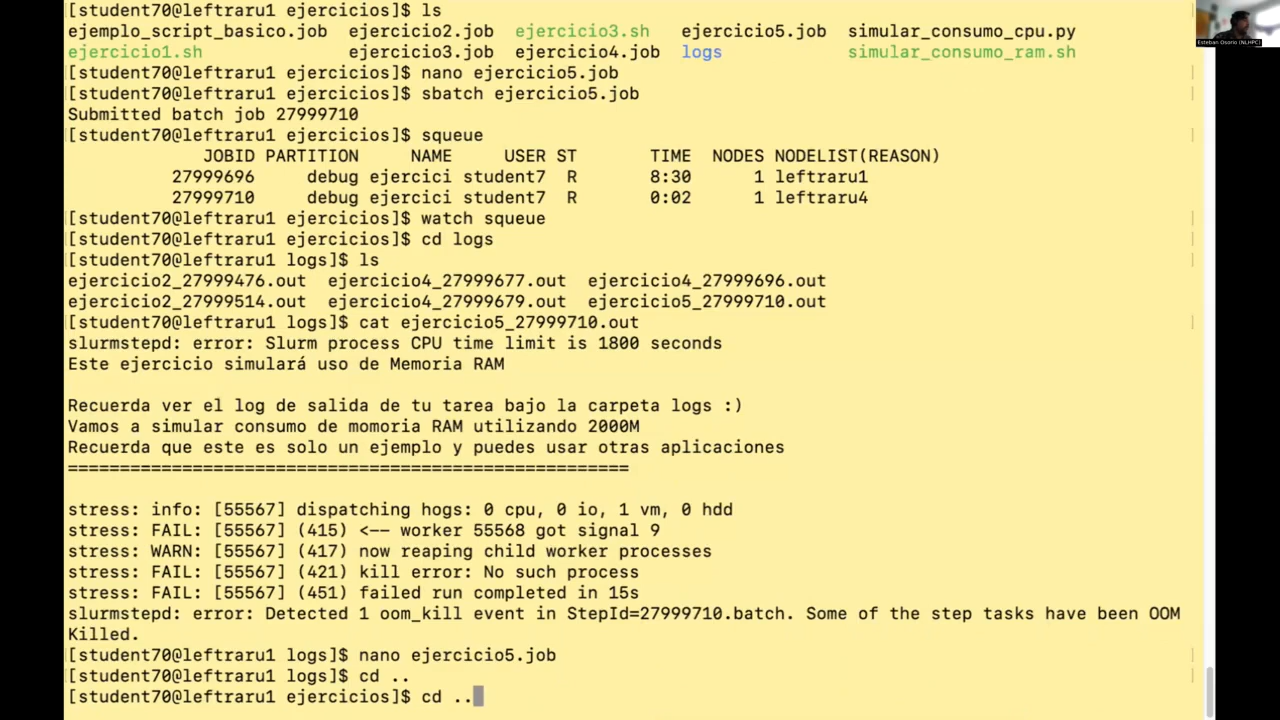 [student70@leftraru1 ejercicios]$ ls
ejemplo_script_basico.job  ejercicio2.job  ejercicio3.sh   ejercicio5.job  simular_consumo_cpu.py
ejercicio1.sh              ejercicio3.job  ejercicio4.job  logs            simular_consumo_ram.sh
[student70@leftraru1 ejercicios]$ nano ejercicio5.job
[student70@leftraru1 ejercicios]$ sbatch ejercicio5.job
Submitted batch job 27999710
[student70@leftraru1 ejercicios]$ squeue
             JOBID PARTITION     NAME     USER ST       TIME  NODES NODELIST(REASON)
          27999696     debug ejercici student7  R       8:30      1 leftraru1
          27999710     debug ejercici student7  R       0:02      1 leftraru4
[student70@leftraru1 ejercicios]$ watch squeue
[student70@leftraru1 ejercicios]$ cd logs
[student70@leftraru1 logs]$ ls
ejercicio2_27999476.out  ejercicio4_27999677.out  ejercicio4_27999696.out
ejercicio2_27999514.out  ejercicio4_27999679.out  ejercicio5_27999710.out
[student70@leftraru1 logs]$ cat ejercicio5_27999710.out
slurmstepd: error: Slurm process CPU time limit is 1800 seconds
Este ejercicio simulará uso de Memoria RAM
Recuerda ver el log de salida de tu tarea bajo la carpeta logs :)
Vamos a simular consumo de momoria RAM utilizando 2000M
Recuerda que este es solo un ejemplo y puedes usar otras aplicaciones
======================================================
stress: info: [55567] dispatching hogs: 0 cpu, 0 io, 1 vm, 0 hdd
stress: FAIL: [55567] (415) <-- worker 55568 got signal 9
stress: WARN: [55567] (417) now reaping child worker processes
stress: FAIL: [55567] (421) kill error: No such process
stress: FAIL: [55567] (451) failed run completed in 15s
slurmstepd: error: Detected 1 oom_kill event in StepId=27999710.batch. Some of the step tasks have been OOM
Killed.
[student70@leftraru1 logs]$ nano ejercicio5.job
[student70@leftraru1 logs]$ cd ..
[student70@leftraru1 ejercicios]$ cd ..
Esteban Osorio (NLHPC)